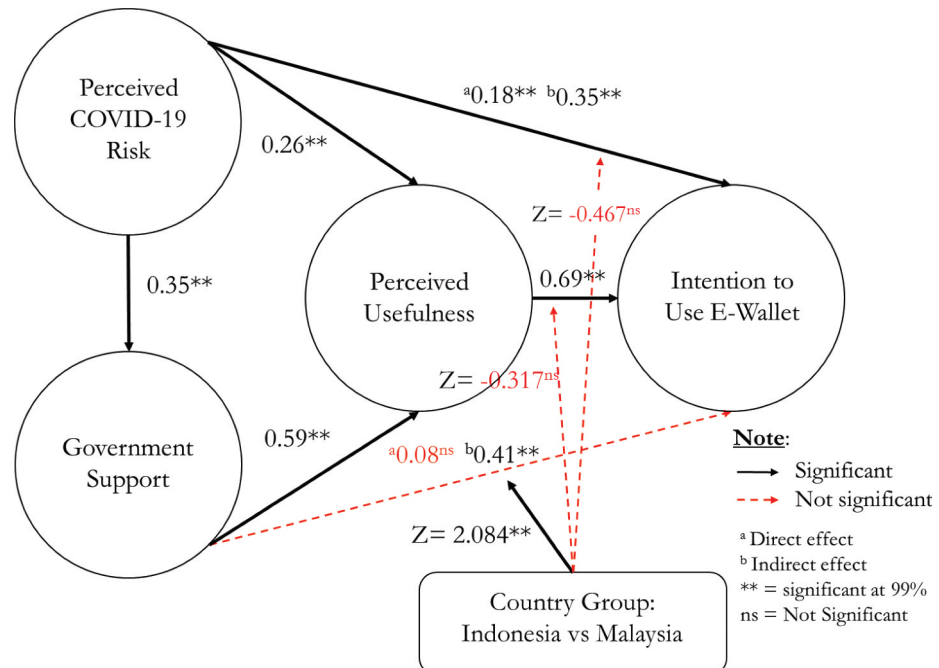 Perceived
COVID-19
Risk
ᵃ0.18** ᵇ0.35**
0.26**
Z= -0.467ⁿˢ
0.35**
Perceived
Usefulness
0.69**
Intention to
Use E-Wallet
Z= -0.317ⁿˢ
Government
Support
0.59**
ᵃ0.08ⁿˢ ᵇ0.41**
Z= 2.084**
Country Group:
Indonesia vs Malaysia
Note:
Significant
Not significant
ᵃ Direct effect
ᵇ Indirect effect
** = significant at 99%
ns = Not Significant